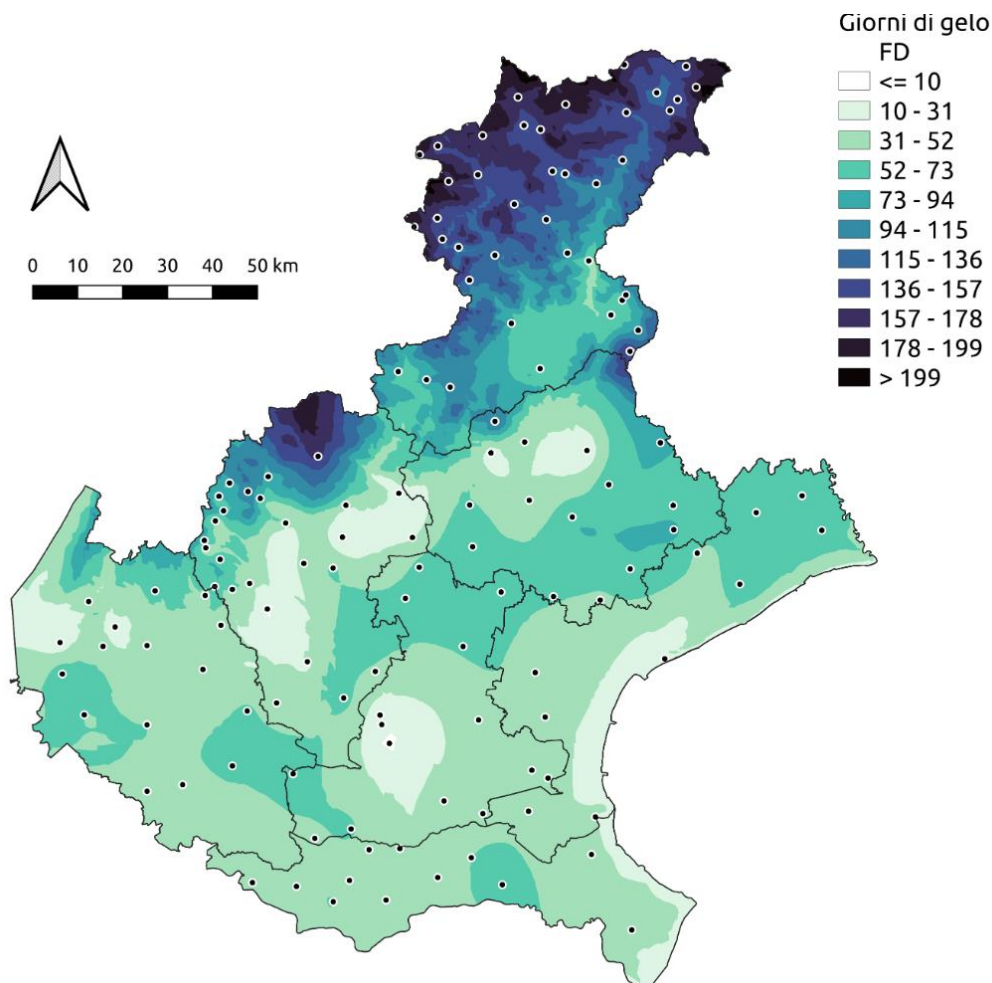 Giorni di gelo
FD
<= 10
10 - 31
31 - 52
52 - 73
73 - 94
94 - 115
115 - 136
136 - 157
157 - 178
178 - 199
> 199
0 10 20 30 40 50 km